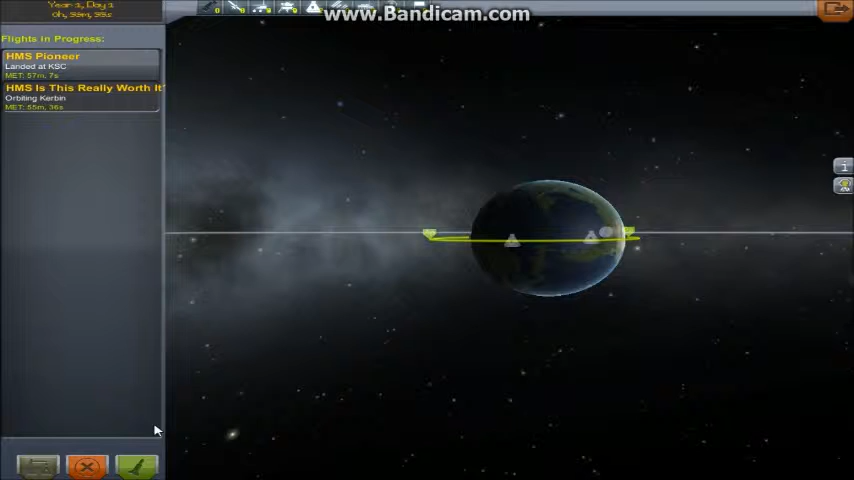 www.Bandicam.com
Year 1, Day 1
Flights in Progress:
HMS Pioneer
Landed at KSC
MET: 57m, 7s
HMS Is This Really Worth It
Orbiting Kerbin
MET: 55m, 36s